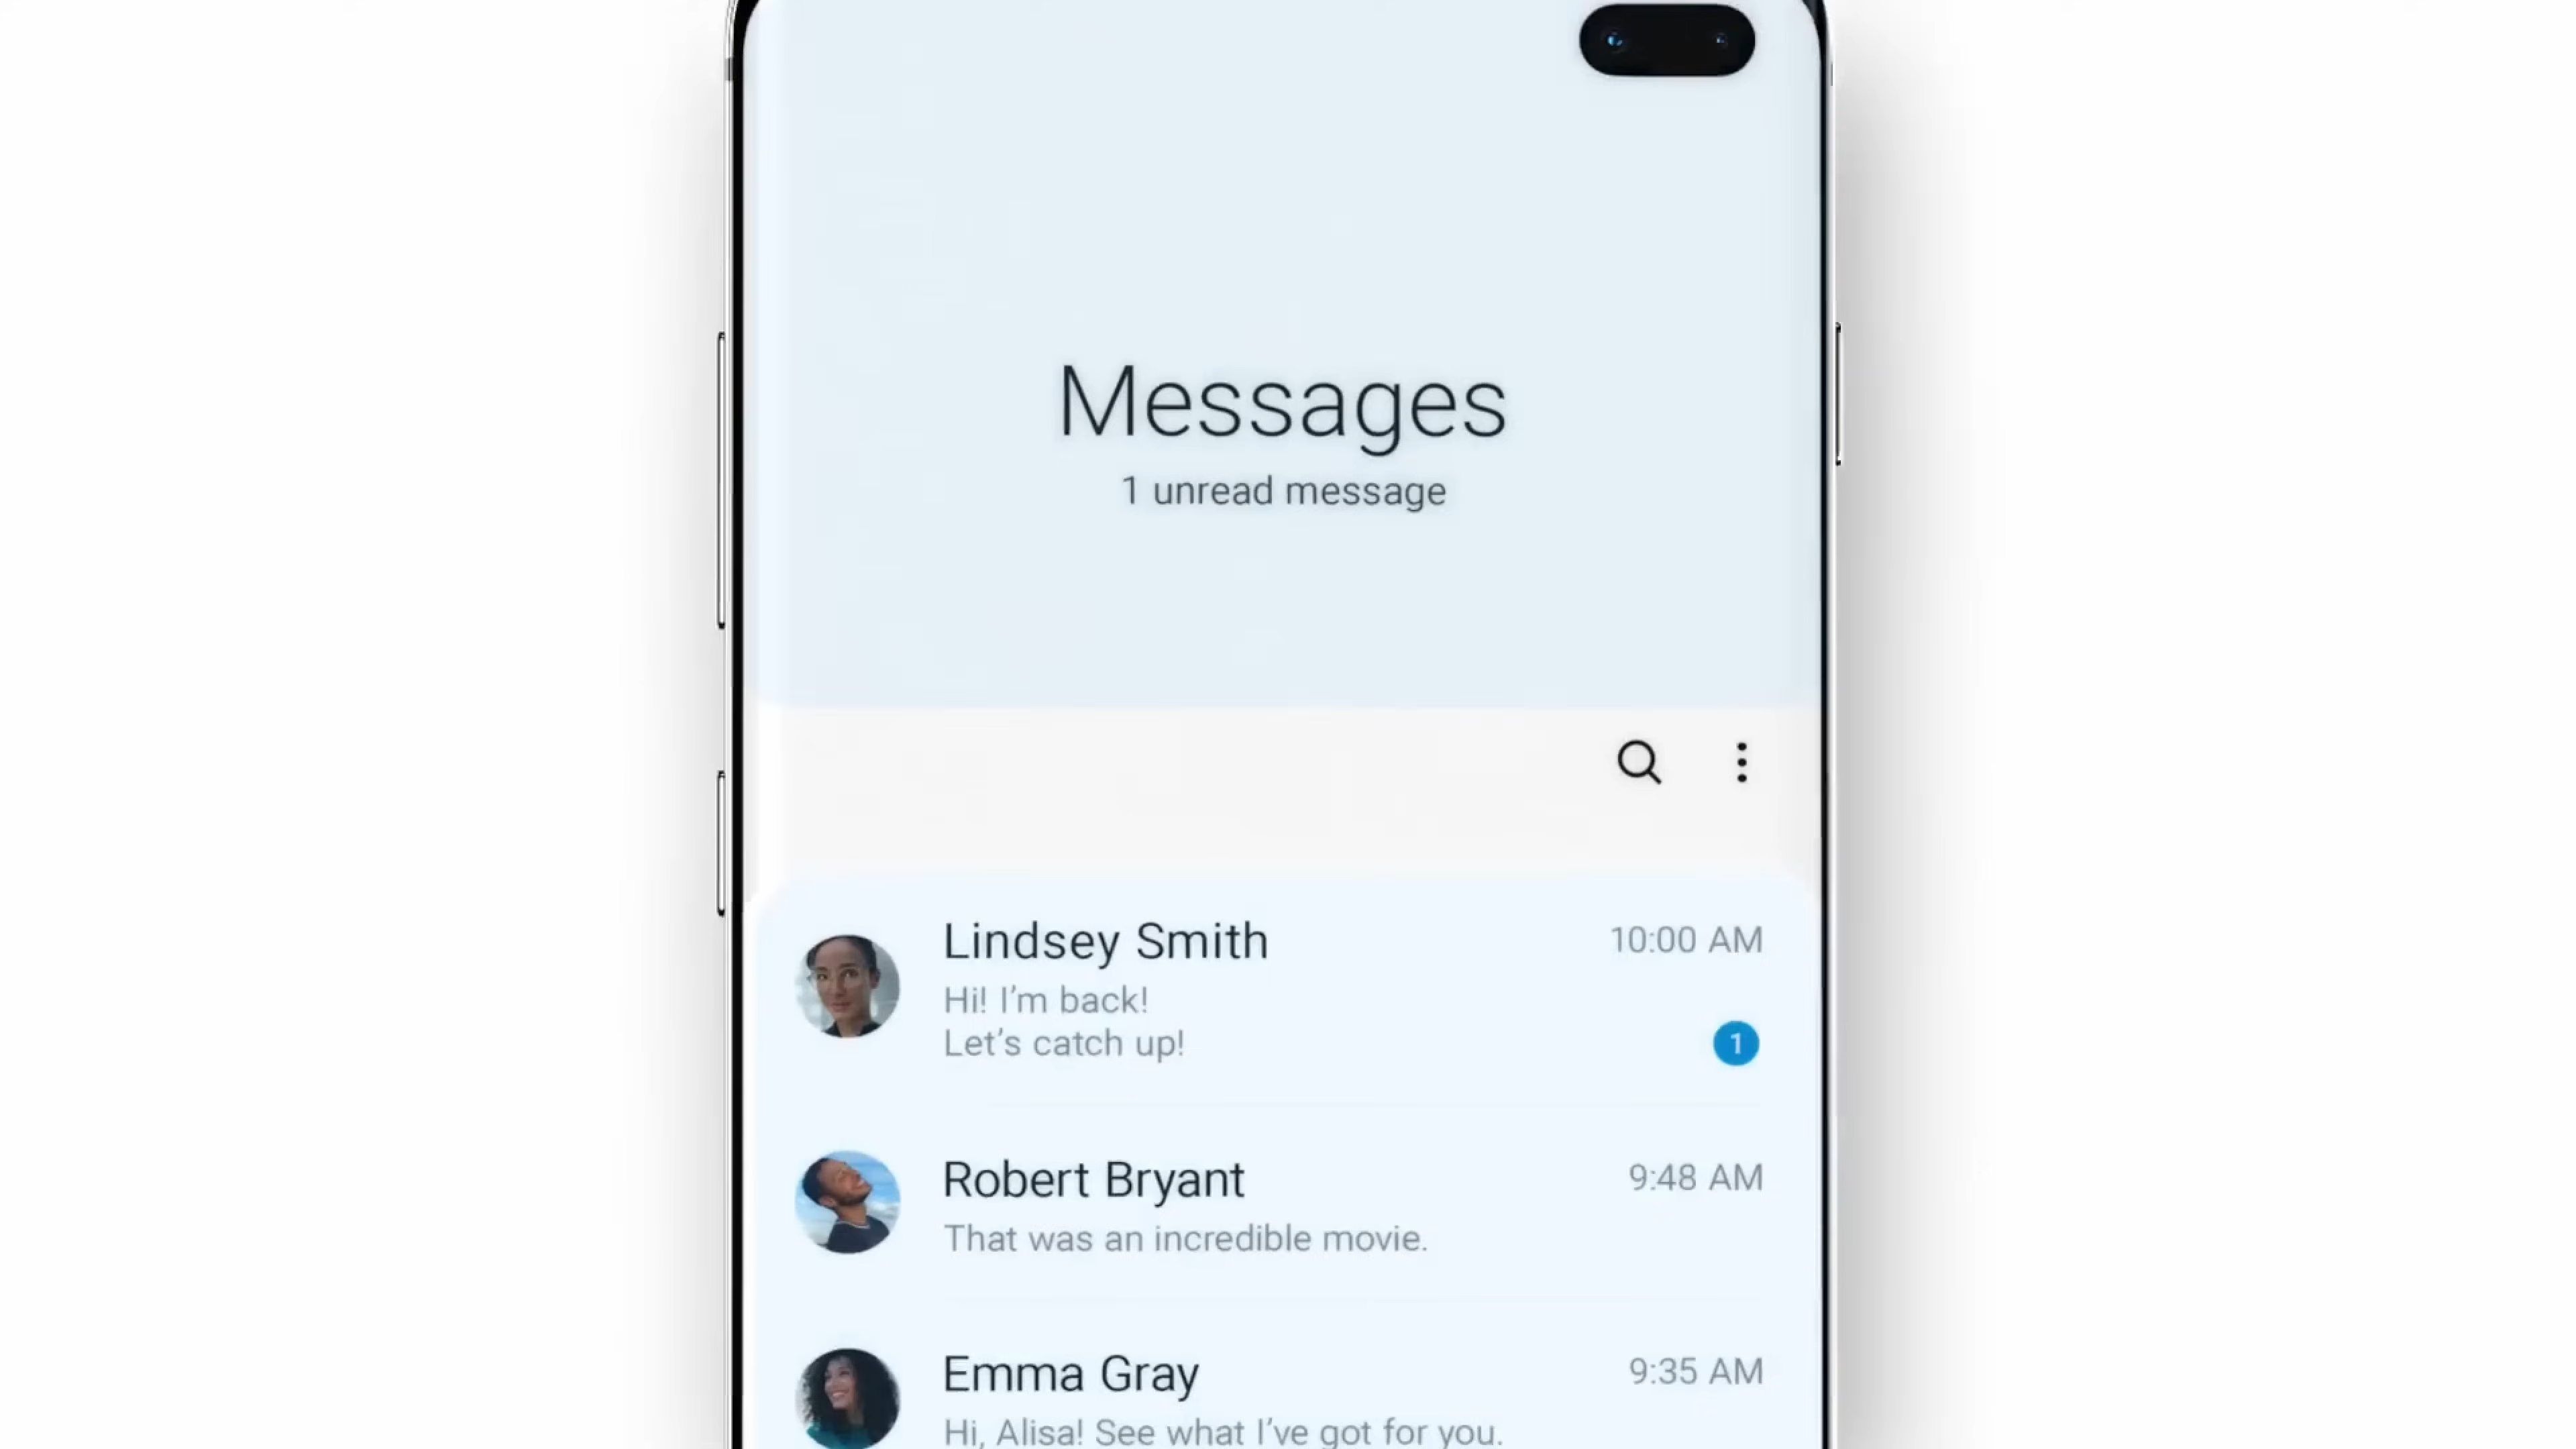 Messages
1 unread message
Lindsey Smith
10:00 AM
Hi! I’m back!
Let’s catch up!
1
Robert Bryant
9:48 AM
That was an incredible movie.
Emma Gray
9:35 AM
Hi, Alisa! See what I’ve got for you.